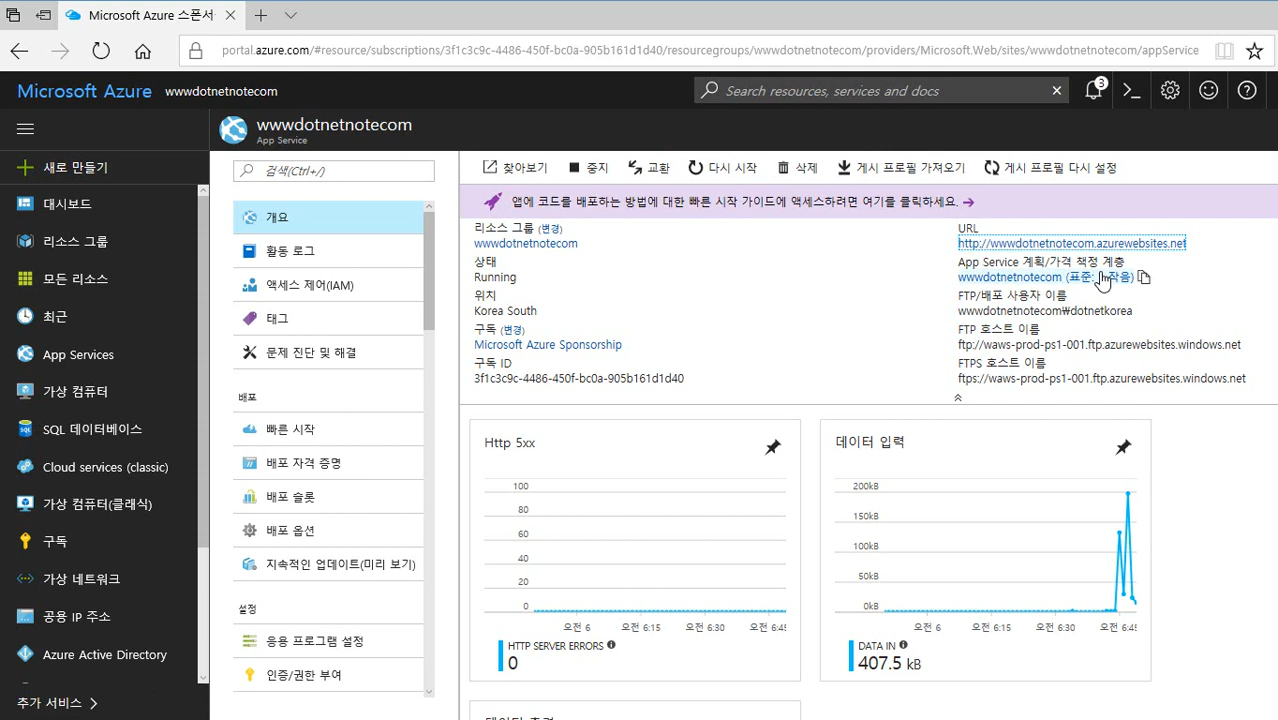 Microsoft Azure 스폰서
portal.azure.com/#resource/subscriptions/3f1c3c9c-4486-450f-bc0a-905b161d1d40/resourcegroups/wwwdotnetnotecom/providers/Microsoft.Web/sites/wwwdotnetnotecom/appService
Microsoft Azure wwwdotnetnotecom
Search resources, services and docs
3
wwwdotnetnotecom
App Service
새로 만들기
대시보드
리소스 그룹
모든 리소스
최근
App Services
가상 컴퓨터
SQL 데이터베이스
Cloud services (classic)
가상 컴퓨터(클래식)
구독
가상 네트워크
공용 IP 주소
Azure Active Directory
추가 서비스
검색(Ctrl+/)
개요
활동 로그
액세스 제어(IAM)
태그
문제 진단 및 해결
배포
빠른 시작
배포 자격 증명
배포 슬롯
배포 옵션
지속적인 업데이트(미리 보기)
설정
응용 프로그램 설정
인증/권한 부여
찾아보기 중지 교환 다시 시작 삭제 게시 프로필 가져오기 게시 프로필 다시 설정
앱에 코드를 배포하는 방법에 대한 빠른 시작 가이드에 액세스하려면 여기를 클릭하세요.
리소스 그룹 (변경)
wwwdotnetnotecom
상태
Running
위치
Korea South
구독 (변경)
Microsoft Azure Sponsorship
구독 ID
3f1c3c9c-4486-450f-bc0a-905b161d1d40
URL
http://wwwdotnetnotecom.azurewebsites.net
App Service 계획/가격 책정 계층
wwwdotnetnotecom (표준:
FTP/배포 사용자 이름
wwwdotnetnotecom₩dotnetkorea
FTP 호스트 이름
ftp://waws-prod-ps1-001.ftp.azurewebsites.windows.net
FTPS 호스트 이름
ftps://waws-prod-ps1-001.ftp.azurewebsites.windows.net
Http 5xx
100
80
60
40
20
0
오전 6 오전 6:15 오전 6:30 오전 6:45
HTTP SERVER ERRORS
0
데이터 입력
200kB
150kB
100kB
50kB
0kB
오전 6 오전 6:15 오전 6:30 오전 6:45
DATA IN
407.5 kB